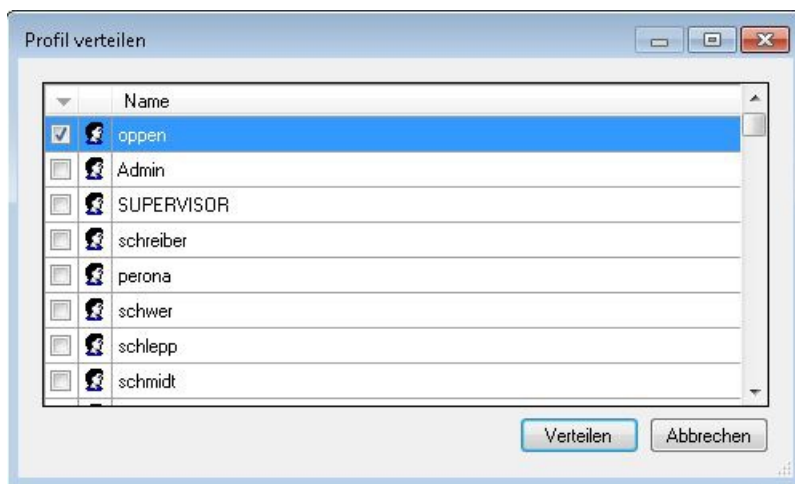 Profil verteilen
Name
oppen
Admin
SUPERVISOR
schreiber
perona
schwer
schlepp
schmidt
Verteilen Abbrechen